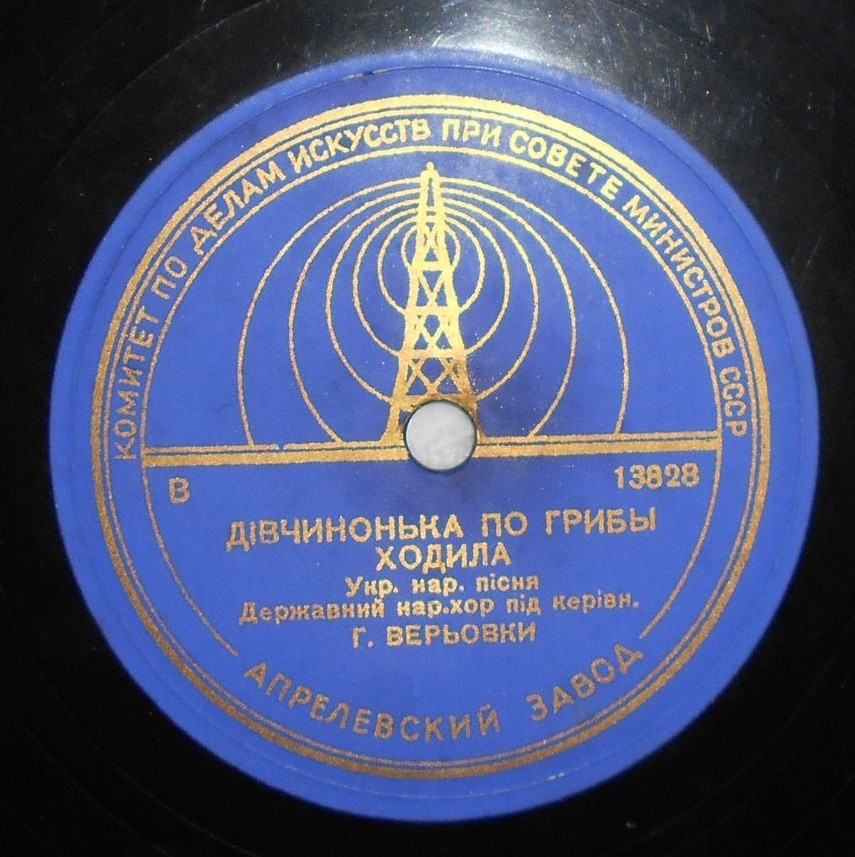 КОМИТЕТ ПО ДЕЛАМ ИСКУССТВ ПРИ СОВЕТЕ МИНИСТРОВ СССР
В 13828
ДІВЧИНОНЬКА ПО ГРИБЫ
ХОДИЛА
Укр. нар. пісня
Державний нар.хор під керівн.
Г. ВЕРЬОВКИ
АПРЕЛЕВСКИЙ ЗАВОД